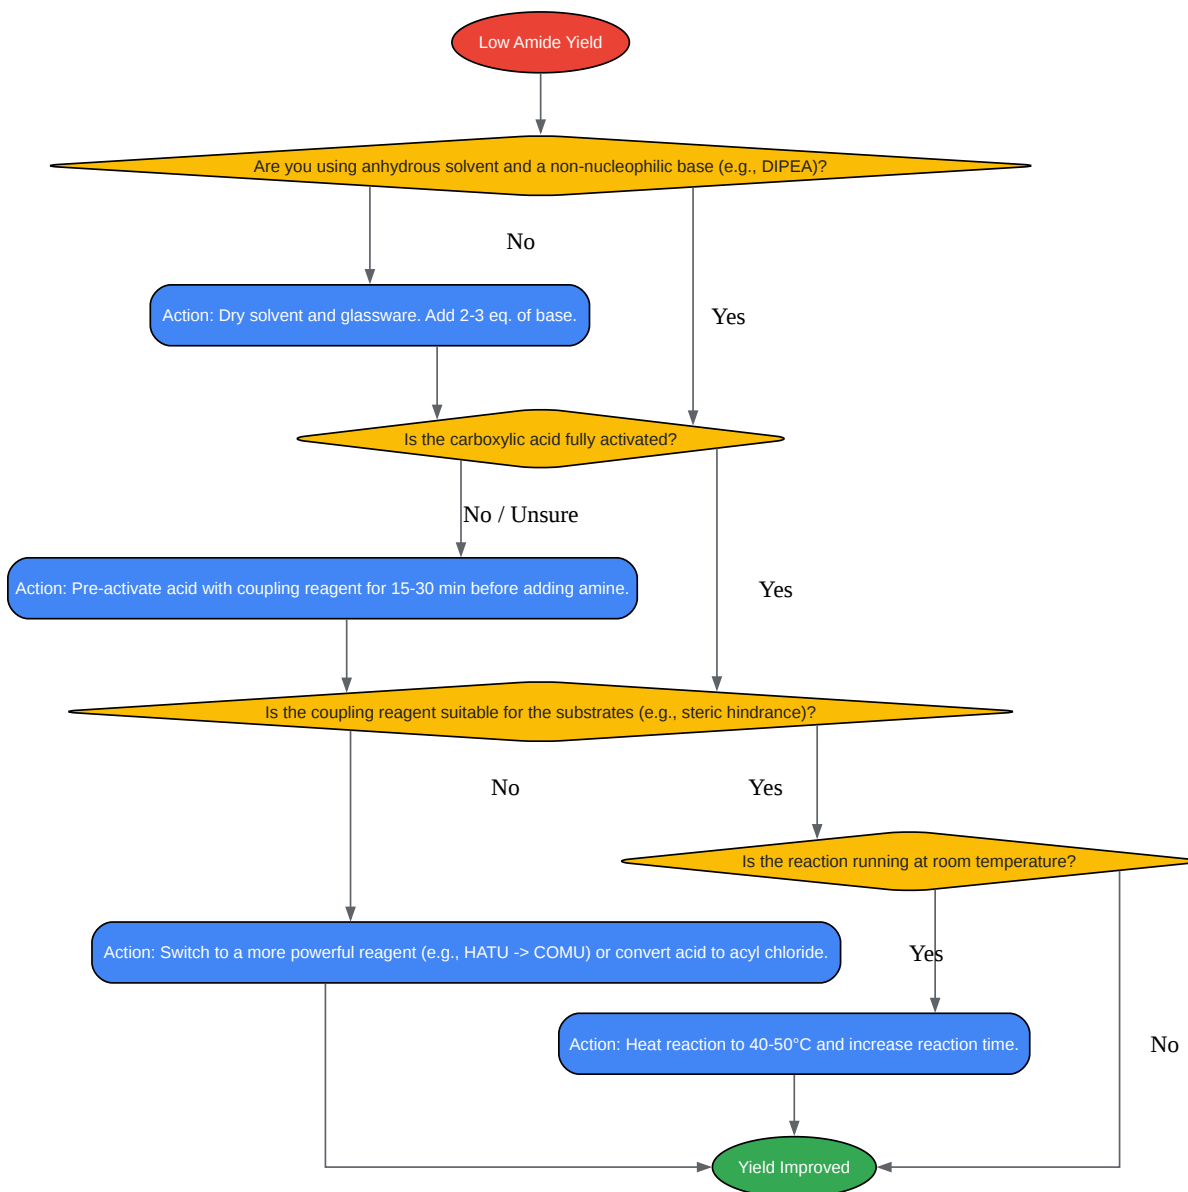 Low Amide Yield
Are you using anhydrous solvent and a non-nucleophilic base (e.g., DIPEA)?
No
Action: Dry solvent and glassware. Add 2-3 eq. of base.
Yes
Is the carboxylic acid fully activated?
No / Unsure
Action: Pre-activate acid with coupling reagent for 15-30 min before adding amine.
Yes
Is the coupling reagent suitable for the substrates (e.g., steric hindrance)?
No
Yes
Is the reaction running at room temperature?
Action: Switch to a more powerful reagent (e.g., HATU -> COMU) or convert acid to acyl chloride.
Yes
Action: Heat reaction to 40-50°C and increase reaction time.
No
Yield Improved